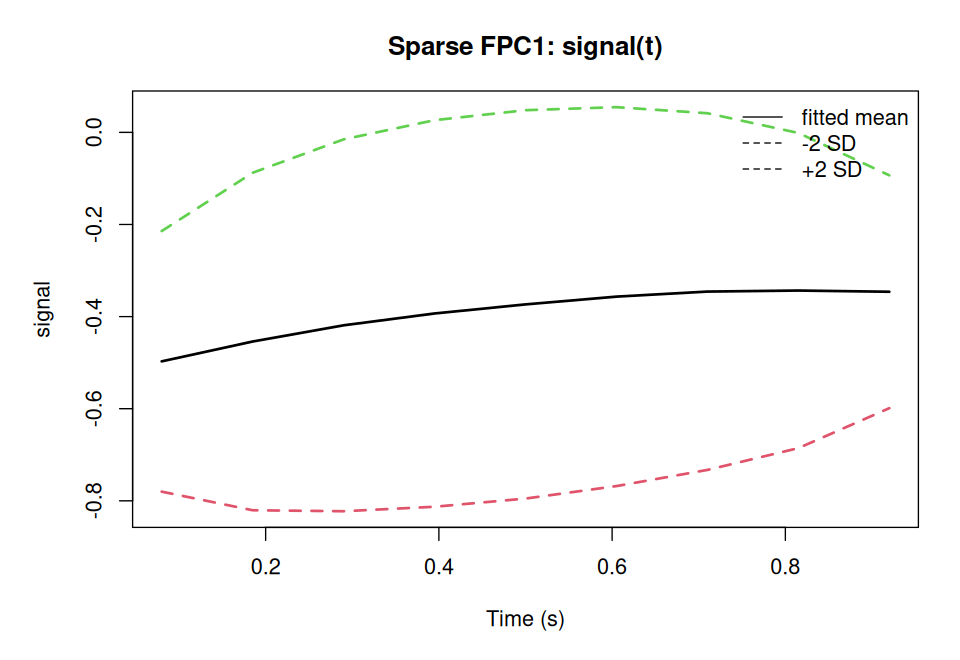 Sparse FPC1: signal(t)
fitted mean
-2 SD
+2 SD
0.0
-0.2
-0.4
-0.6
-0.8
signal
0.2 0.4 0.6 0.8
Time (s)